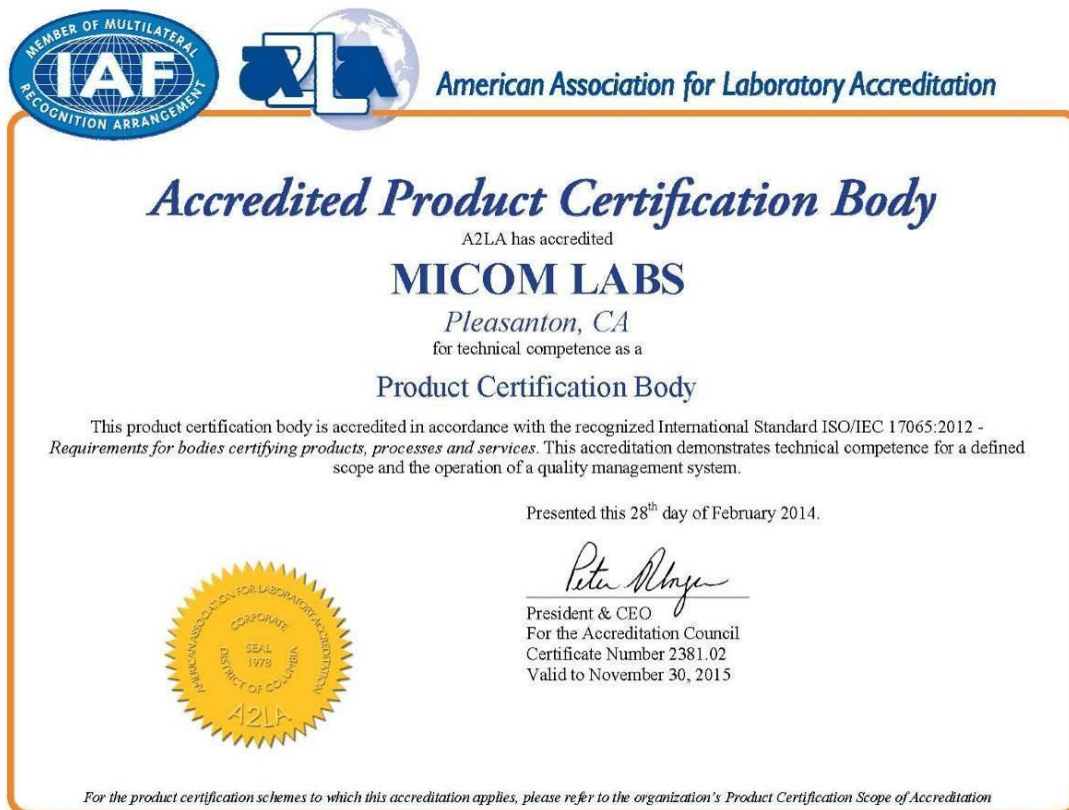 MEMBER OF MULTILATERAL
IAF
RECOGNITION ARRANGEMENT
A2LA
American Association for Laboratory Accreditation
Accredited Product Certification Body
A2LA has accredited
MICOM LABS
Pleasanton, CA
for technical competence as a
Product Certification Body
This product certification body is accredited in accordance with the recognized International Standard ISO/IEC 17065:2012 -
Requirements for bodies certifying products, processes and services. This accreditation demonstrates technical competence for a defined
scope and the operation of a quality management system.
Presented this 28th day of February 2014.
President & CEO
For the Accreditation Council
Certificate Number 2381.02
Valid to November 30, 2015
AMERICAN ASSOCIATION FOR LABORATORY ACCREDITATION
CORPORATE
SEAL
1978
DISTRICT OF COLUMBIA
A2LA
For the product certification schemes to which this accreditation applies, please refer to the organization's Product Certification Scope of Accreditation